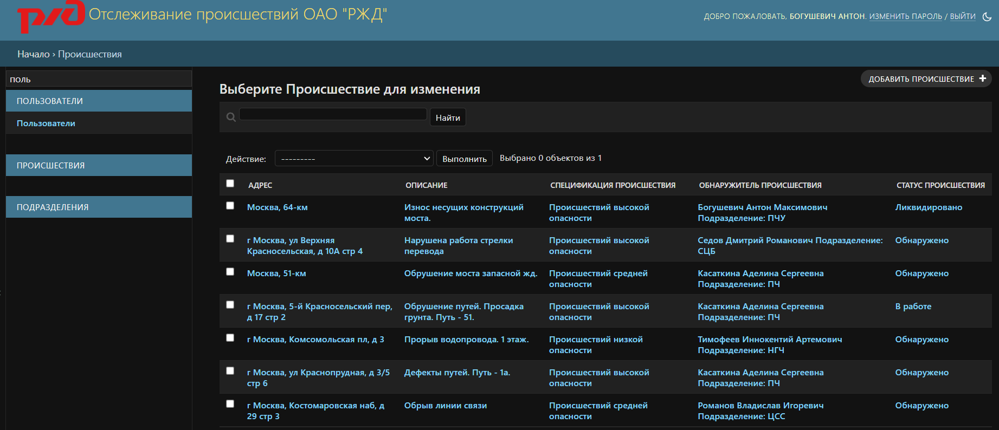 РЖД Отслеживание происшествий ОАО "РЖД"
ДОБРО ПОЖАЛОВАТЬ, БОГУШЕВИЧ АНТОН. ИЗМЕНИТЬ ПАРОЛЬ / ВЫЙТИ
Начало › Происшествия
поль
ПОЛЬЗОВАТЕЛИ
Пользователи
ПРОИСШЕСТВИЯ
ПОДРАЗДЕЛЕНИЯ
ДОБАВИТЬ ПРОИСШЕСТВИЕ +
Выберите Происшествие для изменения
Найти
Действие: --------- Выполнить Выбрано 0 объектов из 1
АДРЕС ОПИСАНИЕ СПЕЦИФИКАЦИЯ ПРОИСШЕСТВИЯ ОБНАРУЖИТЕЛЬ ПРОИСШЕСТВИЯ СТАТУС ПРОИСШЕСТВИЯ
Москва, 64-км Износ несущих конструкций Происшествий высокой Богушевич Антон Максимович Ликвидировано
моста. опасности Подразделение: ПЧУ
г Москва, ул Верхняя Нарушена работа стрелки Происшествий высокой Седов Дмитрий Романович Подразделение: Обнаружено
Красносельская, д 10А стр 4 перевода опасности СЦБ
Москва, 51-км Обрушение моста запасной жд. Происшествий средней Касаткина Аделина Сергеевна Обнаружено
опасности Подразделение: ПЧ
г Москва, 5-й Красносельский пер, Обрушение путей. Просадка Происшествий высокой Касаткина Аделина Сергеевна В работе
д 17 стр 2 грунта. Путь - 51. опасности Подразделение: ПЧ
г Москва, Комсомольская пл, д 3 Прорыв водопровода. 1 этаж. Происшествий низкой Тимофеев Иннокентий Артемович Обнаружено
опасности Подразделение: НГЧ
г Москва, ул Краснопрудная, д 3/5 Дефекты путей. Путь - 1а. Происшествий высокой Касаткина Аделина Сергеевна Обнаружено
стр 6 опасности Подразделение: ПЧ
г Москва, Костомаровская наб, д Обрыв линии связи Происшествий средней Романов Владислав Игоревич Обнаружено
29 стр 3 опасности Подразделение: ЦСС